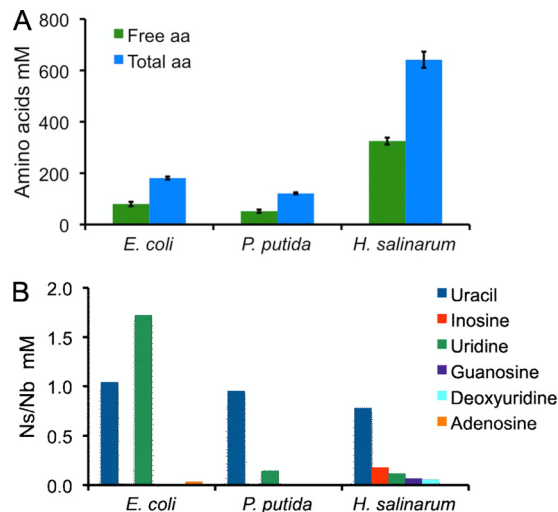 A
Amino acids mM
800
600
400
200
0
Free aa
Total aa
E. coli P. putida H. salinarum
B
Ns/Nb mM
2.0
1.5
1.0
0.5
0.0
Uracil
Inosine
Uridine
Guanosine
Deoxyuridine
Adenosine
E. coli P. putida H. salinarum